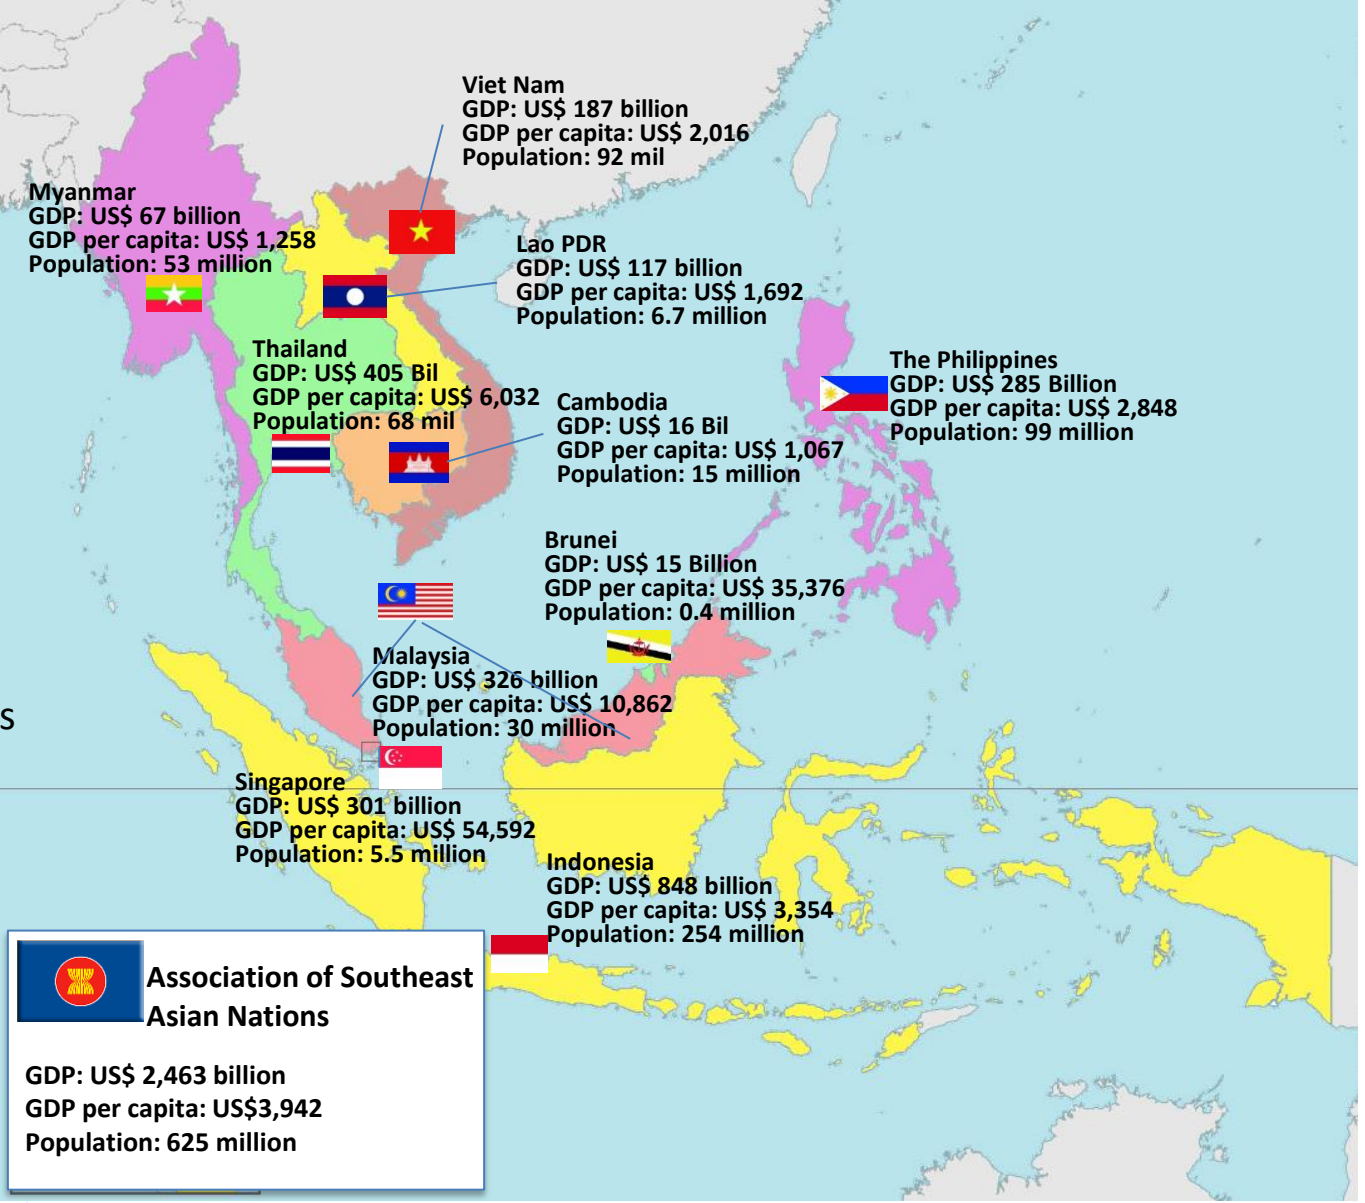 Viet Nam
GDP: US$ 187 billion
GDP per capita: US$ 2,016
Population: 92 mil
Myanmar
GDP: US$ 67 billion
GDP per capita: US$ 1,258
Population: 53 million
Lao PDR
GDP: US$ 117 billion
GDP per capita: US$ 1,692
Population: 6.7 million
Thailand
GDP: US$ 405 Bil
GDP per capita: US$ 6,032
Population: 68 mil
The Philippines
GDP: US$ 285 Billion
GDP per capita: US$ 2,848
Population: 99 million
Cambodia
GDP: US$ 16 Bil
GDP per capita: US$ 1,067
Population: 15 million
Brunei
GDP: US$ 15 Billion
GDP per capita: US$ 35,376
Population: 0.4 million
Malaysia
GDP: US$ 326 billion
GDP per capita: US$ 10,862
Population: 30 million
s
Singapore
GDP: US$ 301 billion
GDP per capita: US$ 54,592
Population: 5.5 million
Indonesia
GDP: US$ 848 billion
GDP per capita: US$ 3,354
Population: 254 million
Association of Southeast
Asian Nations
GDP: US$ 2,463 billion
GDP per capita: US$3,942
Population: 625 million